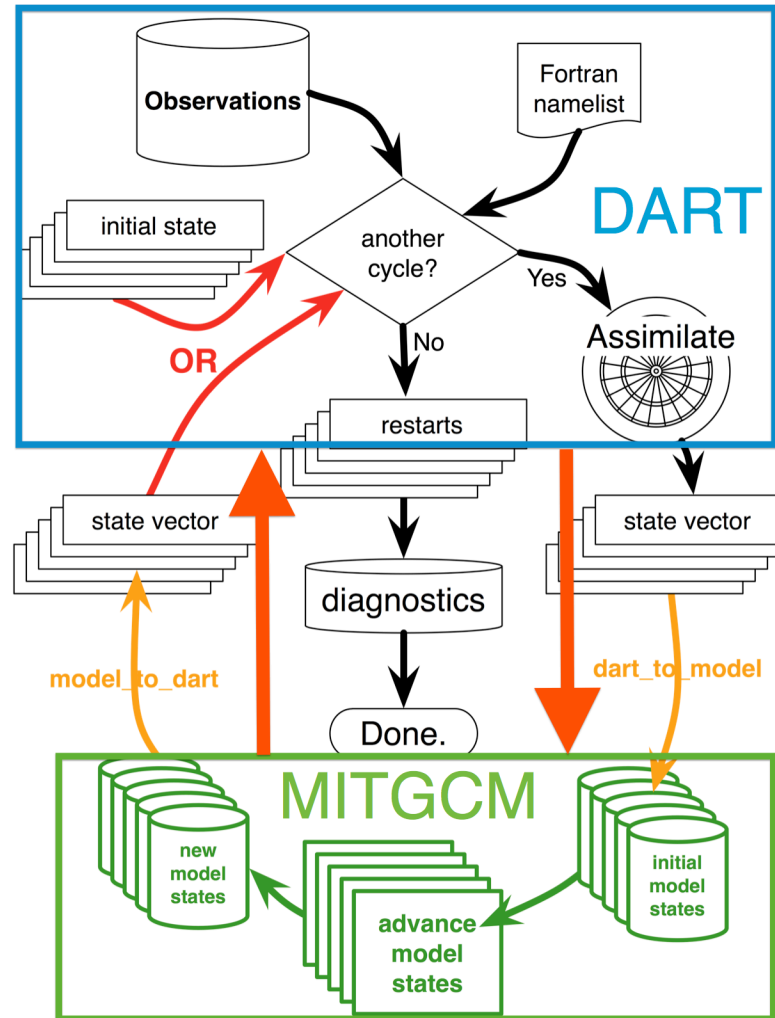 Observations
Fortran
namelist
DART
initial state
another
cycle?
Yes
Assimilate
OR
No
restarts
state vector
state vector
diagnostics
model_to_dart
dart_to_model
Done.
MITGCM
new
model
states
initial
model
states
advance
model
states